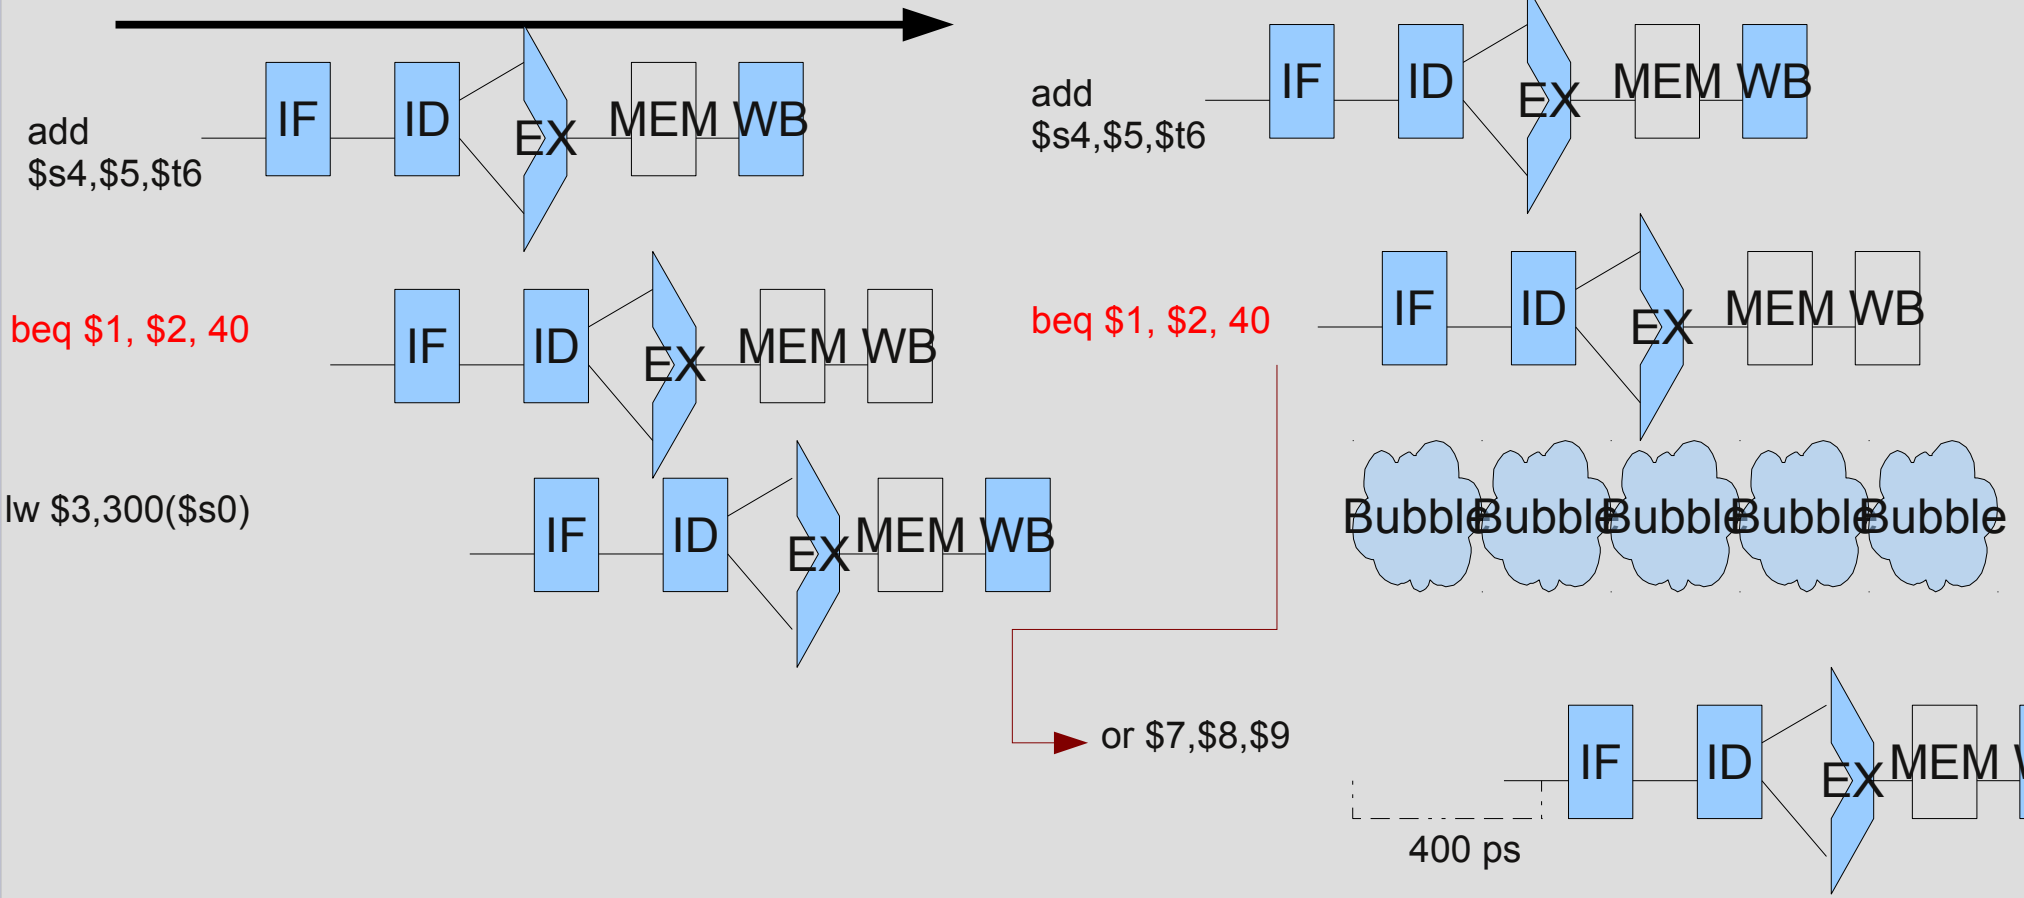 add
$s4,$5,$t6
IF ID EX MEM WB
beq $1, $2, 40
IF ID EX MEM WB
lw $3,300($s0)
IF ID EX MEM WB
add
$s4,$5,$t6
IF ID EX MEM WB
beq $1, $2, 40
IF ID EX MEM WB
Bubble Bubble Bubble Bubble Bubble
or $7,$8,$9
IF ID EX MEM
400 ps